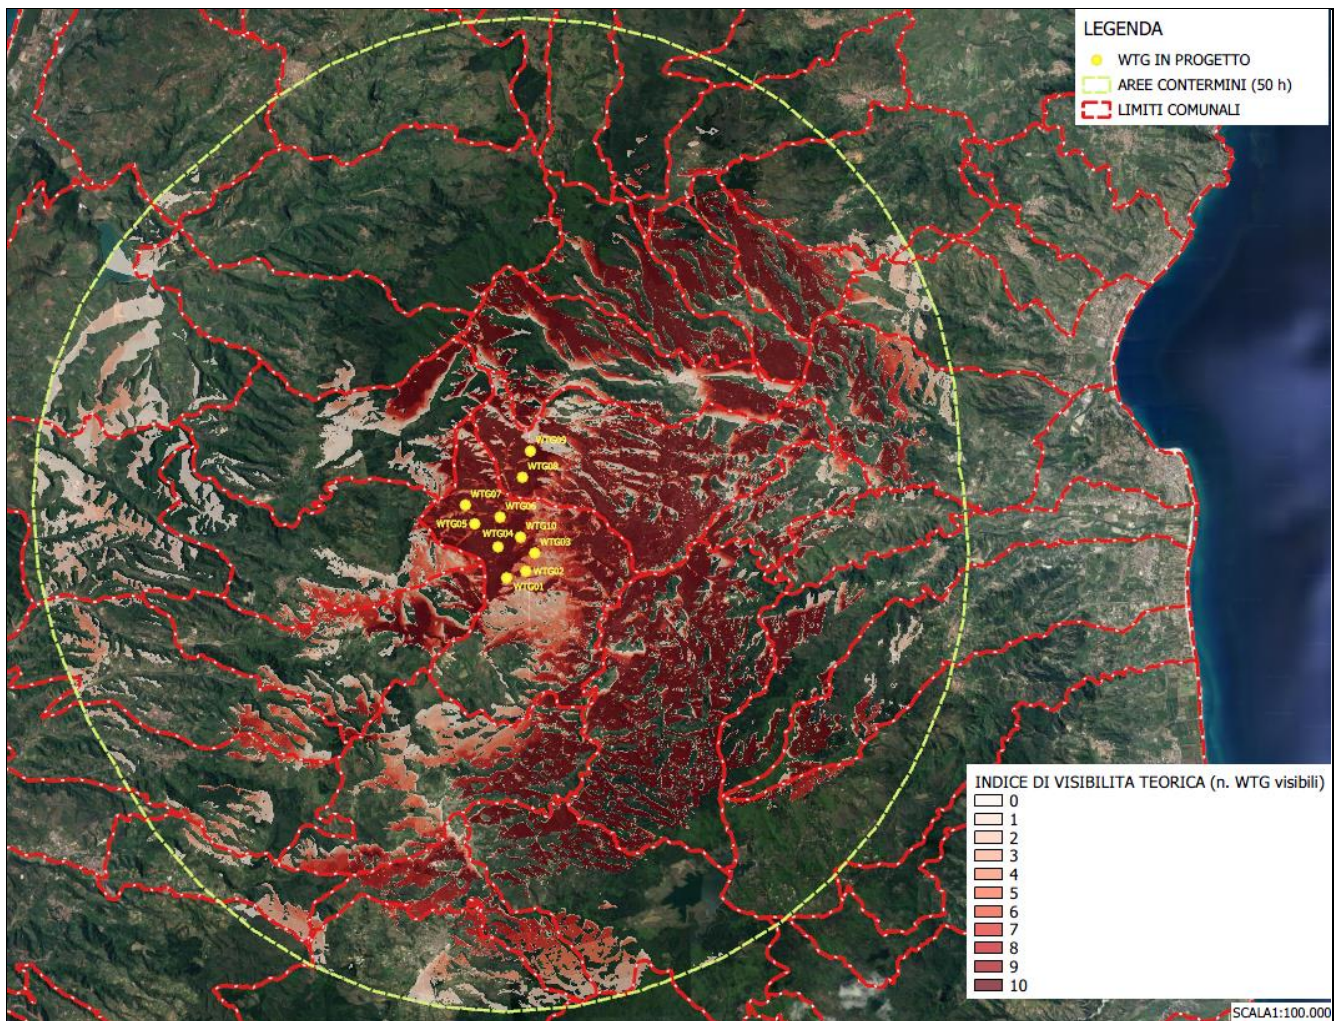 LEGENDA
WTG IN PROGETTO
AREE CONTERMINI (50 h)
LIMITI COMUNALI
WTG09
WTG08
WTG07
WTG06
WTG05
WTG10
WTG04
WTG03
WTG02
WTG01
INDICE DI VISIBILITA TEORICA (n. WTG visibili)
0
1
2
3
4
5
6
7
8
9
10
SCALA1:100.000